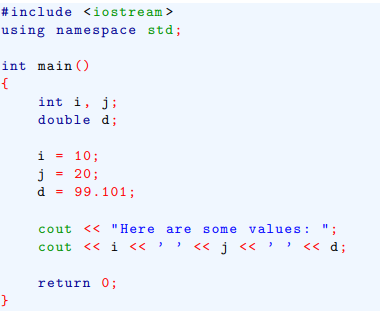 #include <iostream>
using namespace std;
int main()
{
    int i, j;
    double d;
    i = 10;
    j = 20;
    d = 99.101;
    cout << "Here are some values: ";
    cout << i << ’ ’ << j << ’ ’ << d;
    return 0;
}